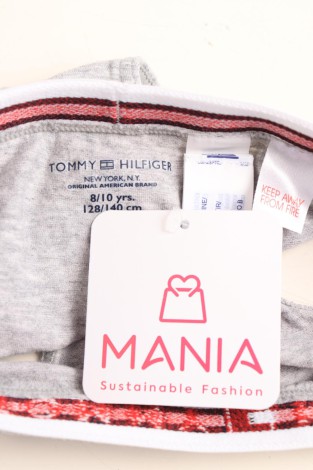 TOMMY HILFIGER
NEW YORK, N.Y.
ORIGINAL AMERICAN BRAND
8/10 yrs.
128/140 cm
KEEP AWAY
FROM FIRE
MANIA
Sustainable Fashion